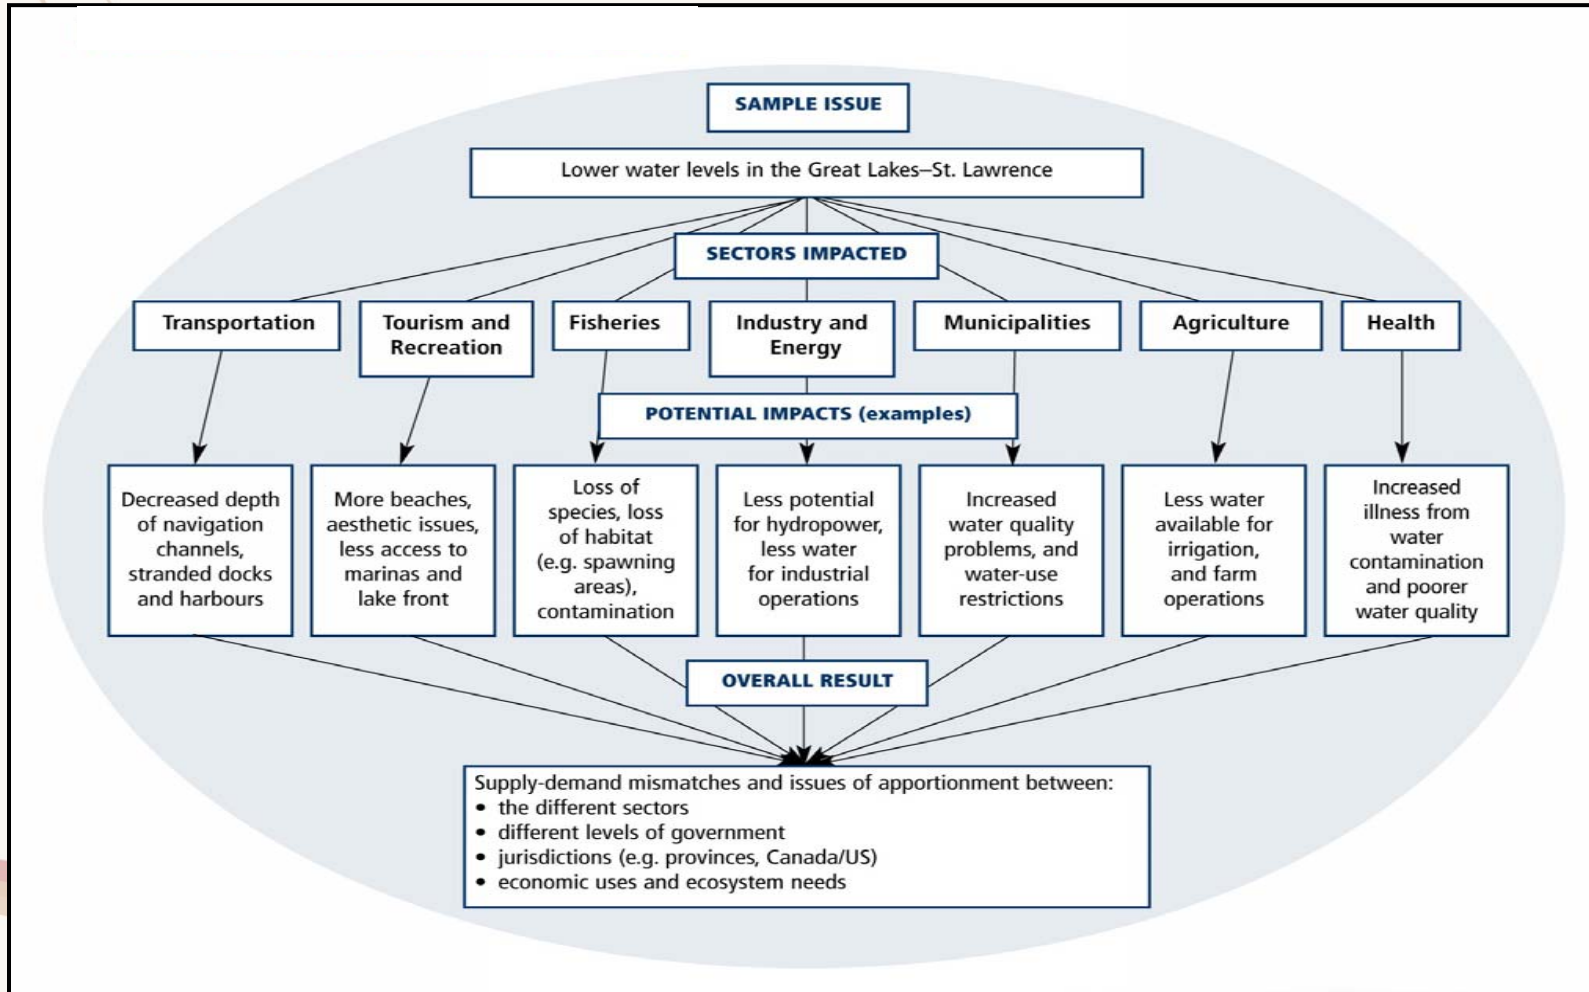 SAMPLE ISSUE
Lower water levels in the Great Lakes–St. Lawrence
SECTORS IMPACTED
Transportation
Tourism and
Recreation
Fisheries
Industry and
Energy
Municipalities
Agriculture
Health
POTENTIAL IMPACTS (examples)
Decreased depth
of navigation
channels,
stranded docks
and harbours
More beaches,
aesthetic issues,
less access to
marinas and
lake front
Loss of
species, loss
of habitat
(e.g. spawning
areas),
contamination
Less potential
for hydropower,
less water
for industrial
operations
Increased
water quality
problems, and
water-use
restrictions
Less water
available for
irrigation,
and farm
operations
Increased
illness from
water
contamination
and poorer
water quality
OVERALL RESULT
Supply-demand mismatches and issues of apportionment between:
• the different sectors
• different levels of government
• jurisdictions (e.g. provinces, Canada/US)
• economic uses and ecosystem needs